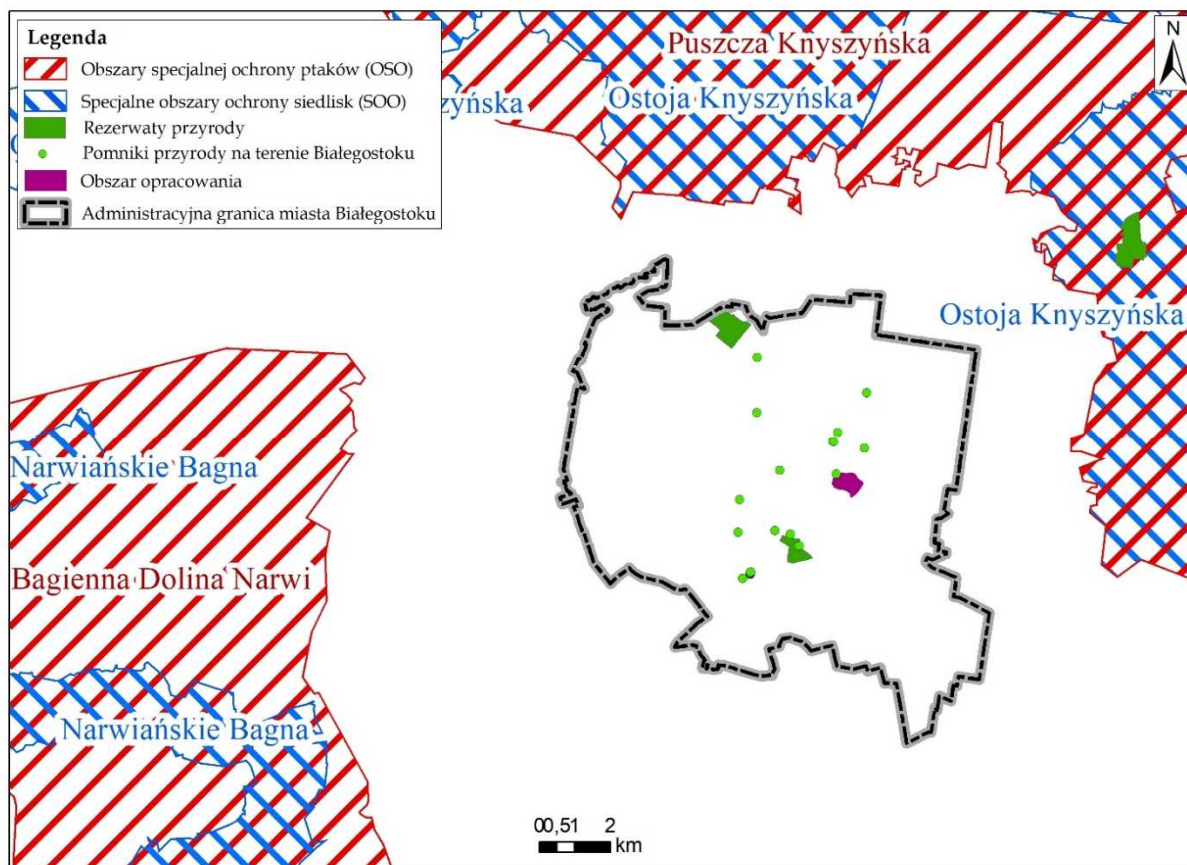 Legenda
Obszary specjalnej ochrony ptaków (OSO)
Specjalne obszary ochrony siedlisk (SOO)
Rezerwaty przyrody
Pomniki przyrody na terenie Białegostoku
Obszar opracowania
Administracyjna granica miasta Białegostoku
Puszcza Knyszyńska
N
zyńska
Ostoja Knyszyńska
Ostoja Knyszyńska
Narwiańskie Bagna
Bagienna Dolina Narwi
Narwiańskie Bagna
00,51 2
km